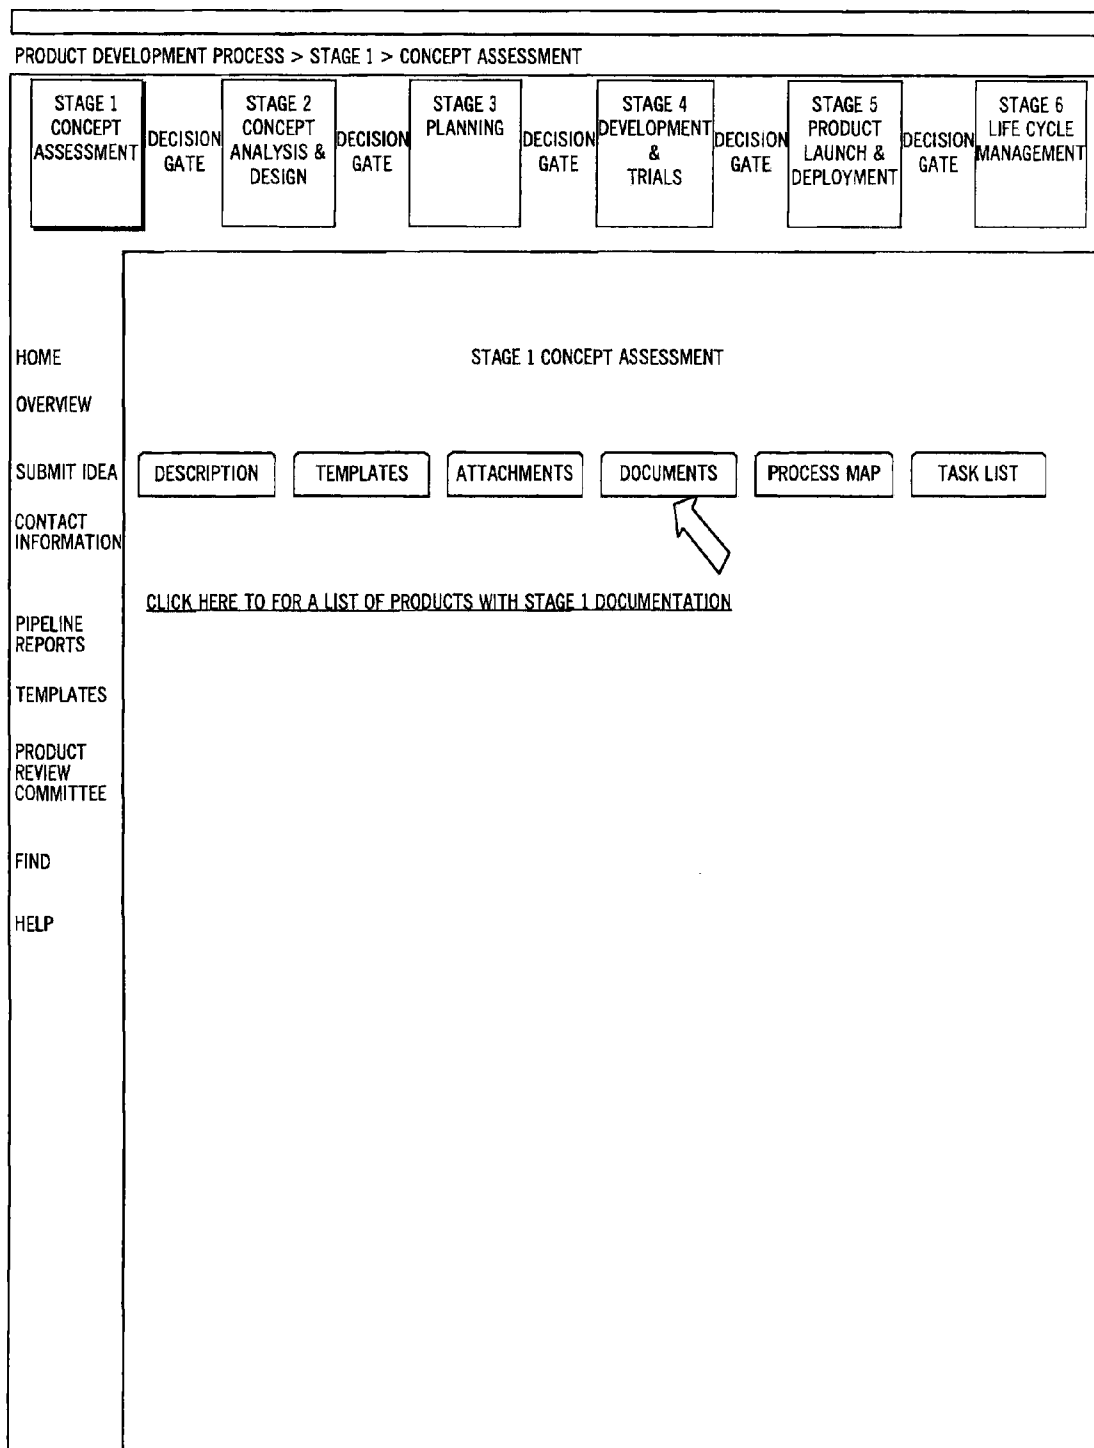 PRODUCT DEVELOPMENT PROCESS > STAGE 1 > CONCEPT ASSESSMENT
STAGE 1
CONCEPT
ASSESSMENT
DECISION
GATE
STAGE 2
CONCEPT
ANALYSIS &
DESIGN
DECISION
GATE
STAGE 3
PLANNING
DECISION
GATE
STAGE 4
DEVELOPMENT
&
TRIALS
DECISION
GATE
STAGE 5
PRODUCT
LAUNCH &
DEPLOYMENT
DECISION
GATE
STAGE 6
LIFE CYCLE
MANAGEMENT
HOME
OVERVIEW
SUBMIT IDEA
CONTACT
INFORMATION
PIPELINE
REPORTS
TEMPLATES
PRODUCT
REVIEW
COMMITTEE
FIND
HELP
STAGE 1 CONCEPT ASSESSMENT
DESCRIPTION
TEMPLATES
ATTACHMENTS
DOCUMENTS
PROCESS MAP
TASK LIST
CLICK HERE TO FOR A LIST OF PRODUCTS WITH STAGE 1 DOCUMENTATION